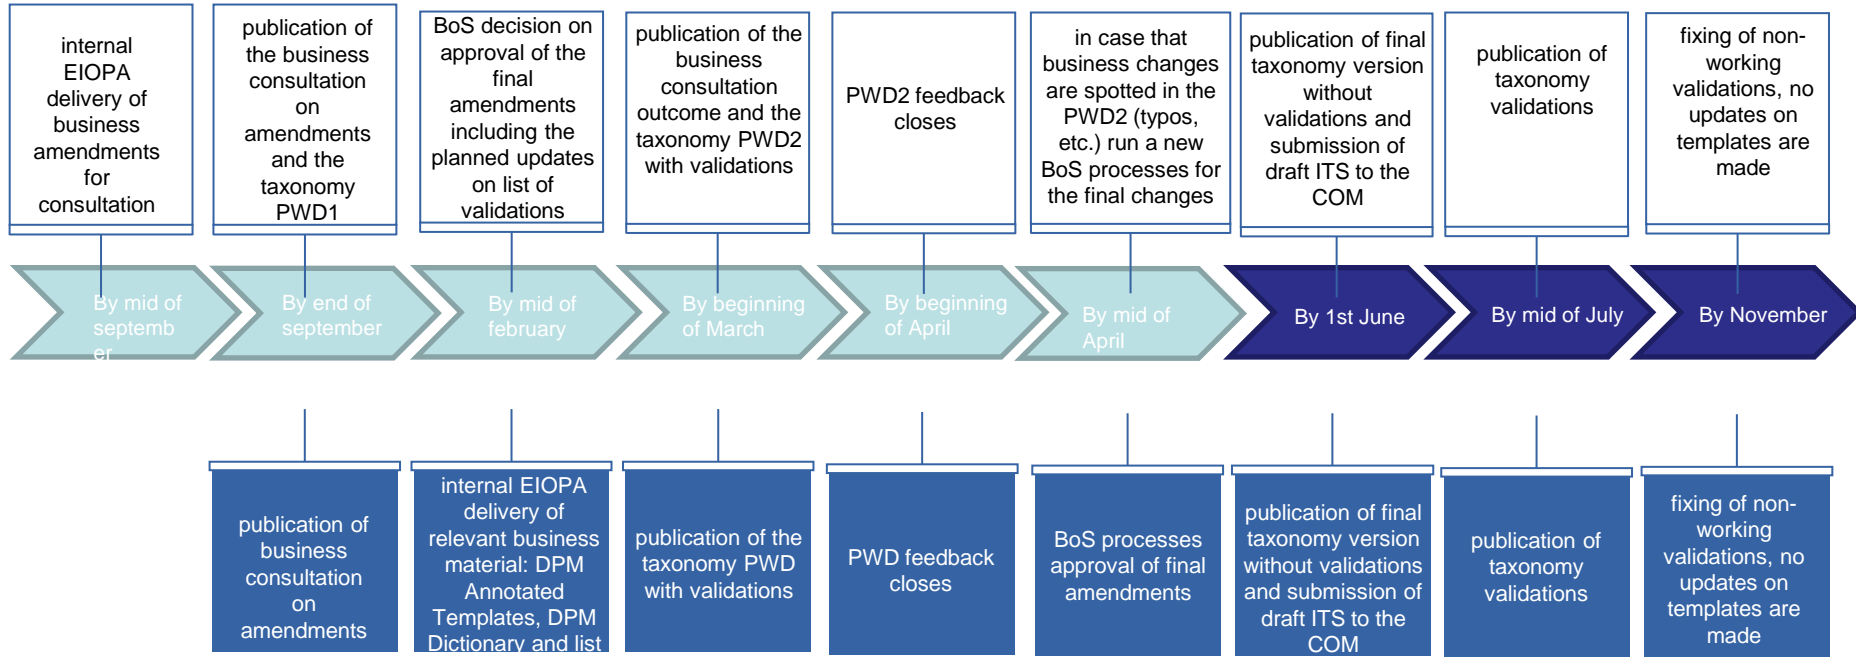 internal
EIOPA
delivery of
business
amendments
for
consultation
publication of
the business
consultation
on
amendments
and the
taxonomy
PWD1
BoS decision on
approval of the
final
amendments
including the
planned updates
on list of
validations
publication of the
business
consultation
outcome and the
taxonomy PWD2
with validations
PWD2 feedback
closes
in case that
business changes
are spotted in the
PWD2 (typos,
etc.) run a new
BoS processes for
the final changes
publication of final
taxonomy version
without
validations and
submission of
draft ITS to the
COM
publication of
taxonomy
validations
fixing of non-
working
validations, no
updates on
templates are
made
By mid of
septemb
er
By end of
september
By mid of
february
By beginning
of March
By beginning
of April
By mid of
April
By 1st June
By mid of July
By November
publication of
business
consultation
on
amendments
internal EIOPA
delivery of
relevant business
material: DPM
Annotated
Templates, DPM
Dictionary and list
publication of the
taxonomy PWD
with validations
PWD feedback
closes
BoS processes
approval of final
amendments
publication of final
taxonomy version
without validations
and submission of
draft ITS to the
COM
publication of
taxonomy
validations
fixing of non-
working
validations, no
updates on
templates are
made